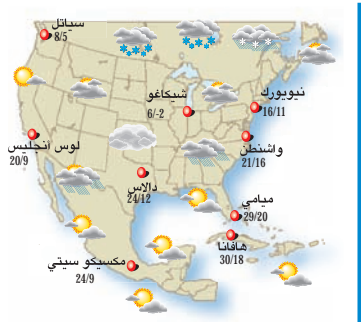 سياتل
8/5
نيويورك
16/11
شيكاغو
6/-2
واشنطن
21/16
لوس انجليس
20/9
دالاس
24/12
ميامي
29/20
هافانا
30/18
مكسيكو سيتي
24/9